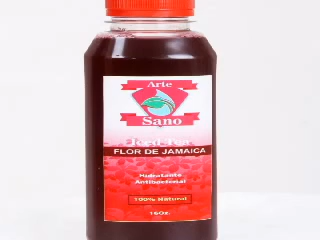 Arte
Sano
FLOR DE JAMAICA
Hidratante
Antibacterial
100% Natural
16Oz.